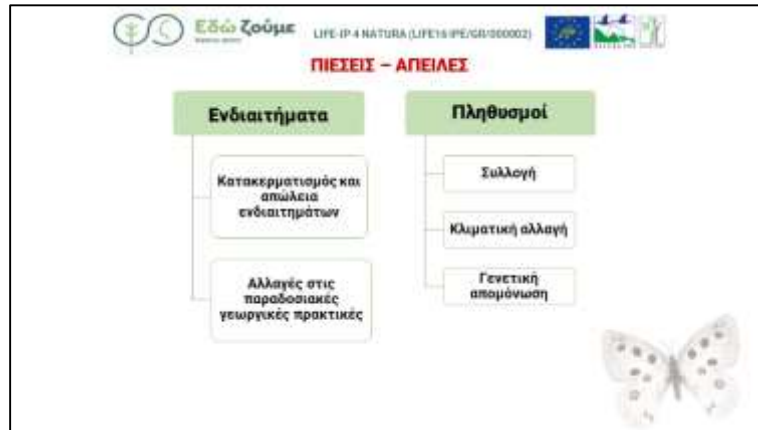 Εδώ ζούμε
LIFE-IP 4 NATURA (LIFE16 IPE/GR/000002)
ΠΙΕΣΕΙΣ – ΑΠΕΙΛΕΣ
Ενδιαιτήματα
Κατακερματισμός και
απώλεια
ενδιαιτημάτων
Αλλαγές στις
παραδοσιακές
γεωργικές πρακτικές
Πληθυσμοί
Συλλογή
Κλιματική αλλαγή
Γενετική
απομόνωση